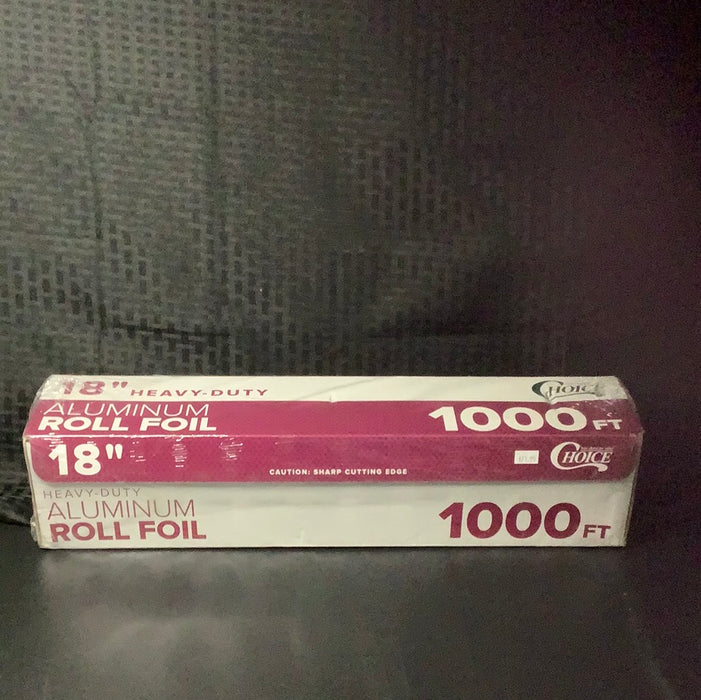 18" HEAVY-DUTY
CHOICE
ALUMINUM
ROLL FOIL
1000 FT
18"
CHOICE
CAUTION: SHARP CUTTING EDGE
HEAVY-DUTY
ALUMINUM
ROLL FOIL
1000 FT